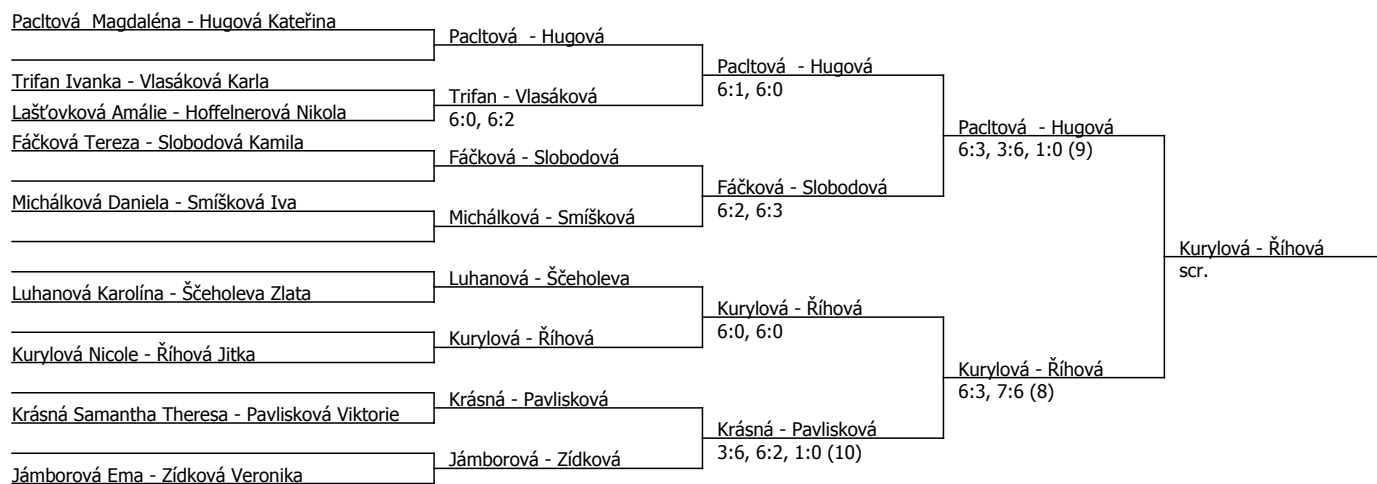 Pacltová  Magdaléna - Hugová Kateřina
Trifan Ivanka - Vlasáková Karla
Lašťovková Amálie - Hoffelnerová Nikola
Fáčková Tereza - Slobodová Kamila
Michálková Daniela - Smíšková Iva
Luhanová Karolína - Ščeholeva Zlata
Kurylová Nicole - Říhová Jitka
Krásná Samantha Theresa - Pavlisková Viktorie
Jámborová Ema - Zídková Veronika
Pacltová  - Hugová
Trifan - Vlasáková
6:0, 6:2
Fáčková - Slobodová
Michálková - Smíšková
Luhanová - Ščeholeva
Kurylová - Říhová
Krásná - Pavlisková
Jámborová - Zídková
Pacltová  - Hugová
6:1, 6:0
Fáčková - Slobodová
6:2, 6:3
Kurylová - Říhová
6:0, 6:0
Krásná - Pavlisková
3:6, 6:2, 1:0 (10)
Pacltová  - Hugová
6:3, 3:6, 1:0 (9)
Kurylová - Říhová
6:3, 7:6 (8)
Kurylová - Říhová
scr.